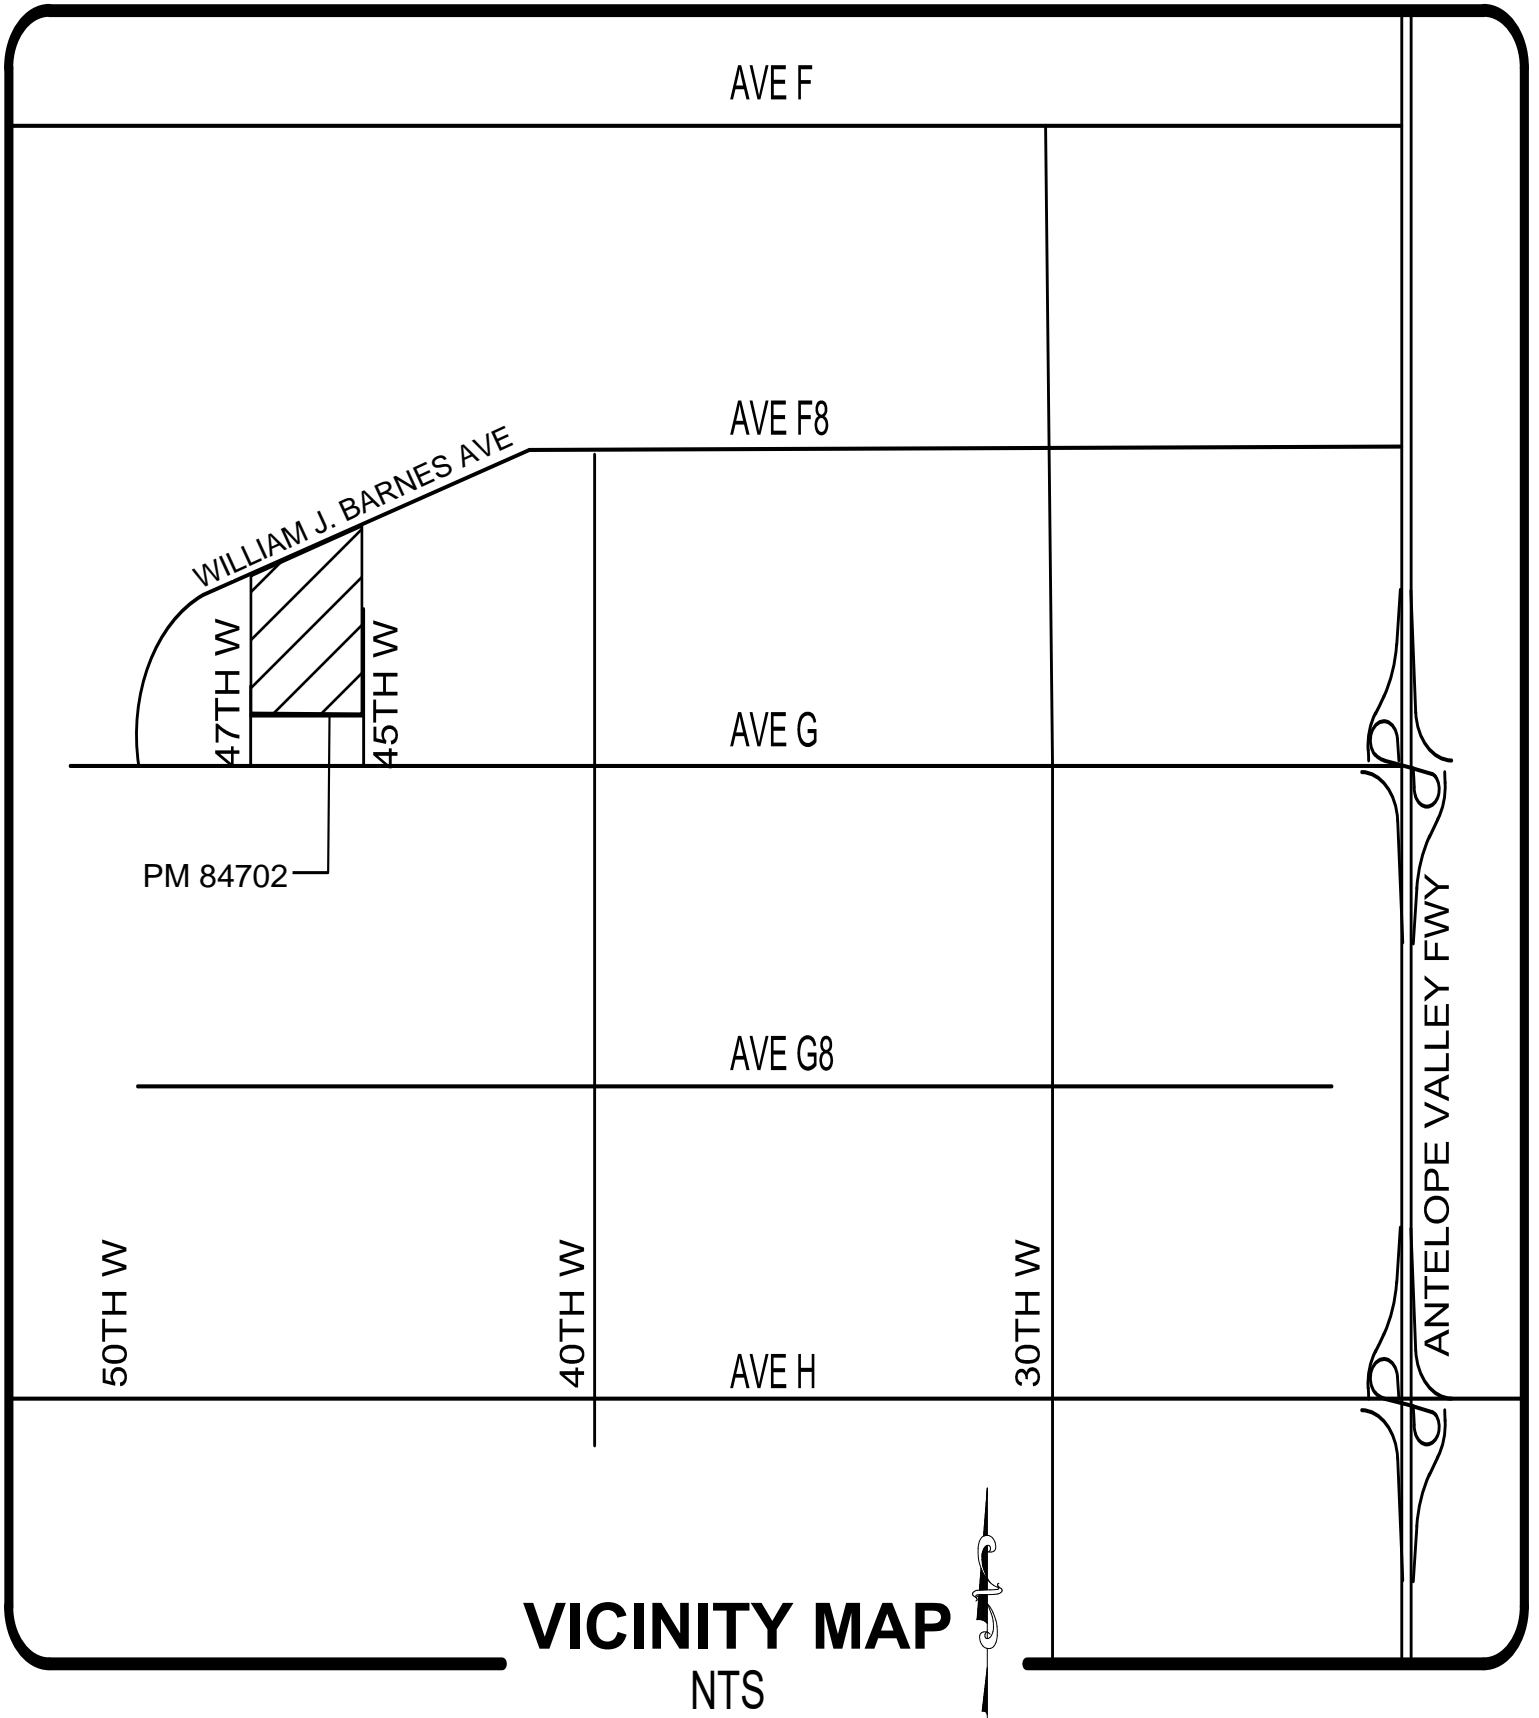 AVE F
AVE F8
WILLIAM J. BARNES AVE
47TH W
45TH W
AVE G
PM 84702
ANTELOPE VALLEY FWY
AVE G8
50TH W
40TH W
30TH W
AVE H
VICINITY MAP
NTS